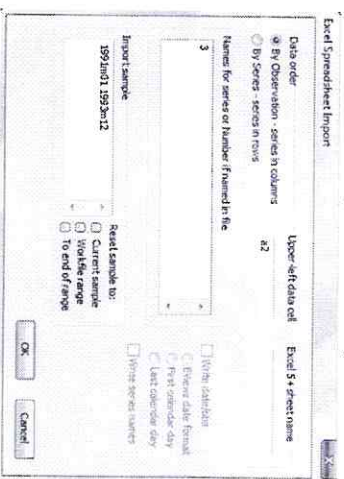 Excel Spreadsheet Import
Data order
By Observation - series in columns
By Series - series in rows
Upper-left data cell
a2
Excel 5+ sheet name
Names for series or Number if named in file
3
Write date/obs
EViews date format
First calendar day
Last calendar day
Write series names
Import sample
1991m01 1993m12
Reset sample to:
Current sample
Workfile range
To end of range
OK
Cancel